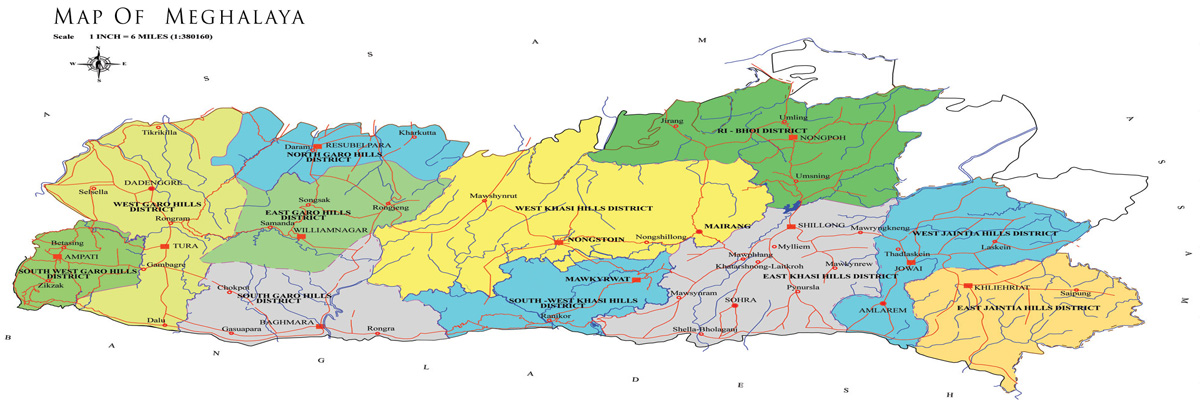 MAP OF MEGHALAYA
Scale 1 INCH = 6 MILES (1:380160)
N
W E
S
A S S A M
A S S A M
Tikrikilla
Kharkutta
Daram RESUBELPARA
NORTH GARO HILLS
DISTRICT
Jirang
Umling
RI - BHOI DISTRICT
NONGPOH
Umsning
DADENGGRE
Selsella
WEST GARO HILLS
DISTRICT
Rongram
Songsak
Rongjeng
EAST GARO HILLS
DISTRICT
Samanda
WILLIAMNAGAR
Mawshynrut
WEST KHASI HILLS DISTRICT
NONGSTOIN
Nongshillong
MAIRANG
SHILLONG
Mawryngkneng
WEST JAINTIA HILLS DISTRICT
Laskein
Thadlaskein
JOWAI
Betasing
AMPATI
SOUTH WEST GARO HILLS
DISTRICT
Zikzak
TURA
Gambagre
Dalu
Chokpot
SOUTH GARO HILLS
DISTRICT
BAGHMARA
Gasuapara
Rongra
MAWKYRWAT
SOUTH -WEST KHASI HILLS
DISTRICT
Ranikor
Mylliem
Mawphlang
Khatarshnong-Laitkroh
Mawkynrew
EAST KHASI HILLS DISTRICT
Mawsynram
SOHRA
Pynursla
Shella-Bholaganj
AMLAREM
KHLIEHRIAT
Saipung
EAST JAINTIA HILLS DISTRICT
B A N G L A D E S H